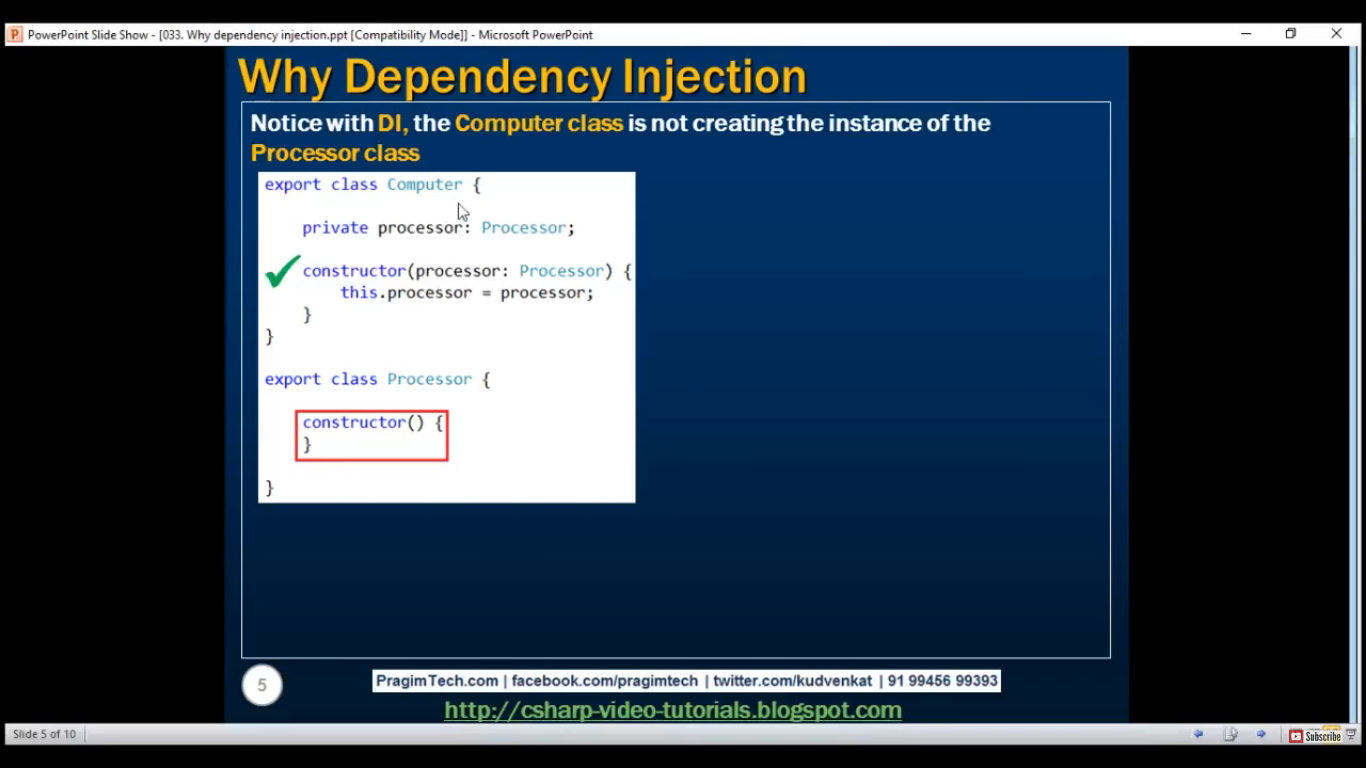 PowerPoint Slide Show - [033. Why dependency injection.ppt [Compatibility Mode]] - Microsoft PowerPoint
Why Dependency Injection
Notice with DI, the Computer class is not creating the instance of the
Processor class
export class Computer {
private processor: Processor;
constructor(processor: Processor) {
this.processor = processor;
}
}
export class Processor {
constructor() {
}
}
5
PragimTech.com | facebook.com/pragimtech | twitter.com/kudvenkat | 91 99456 99393
http://csharp-video-tutorials.blogspot.com
Slide 5 of 10
Subscribe